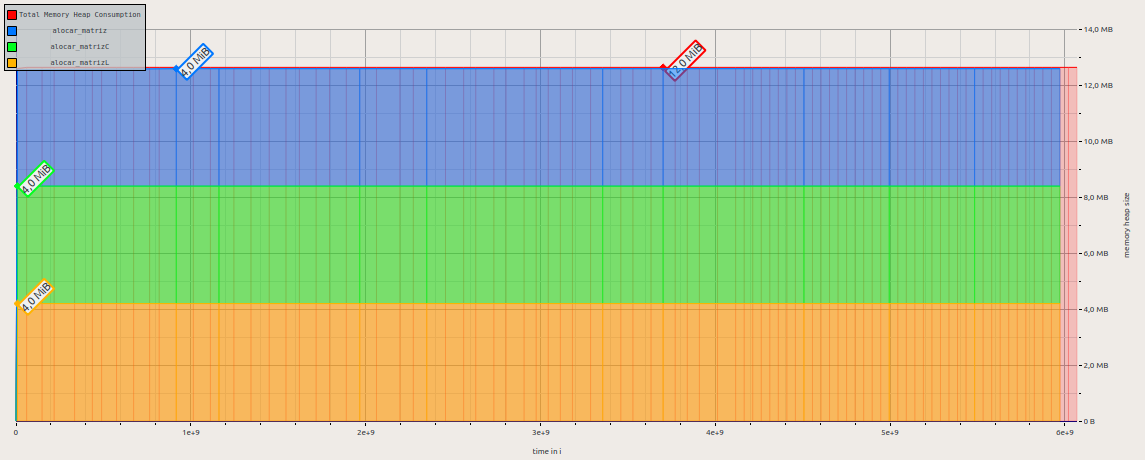 Total Memory Heap Consumption
alocar_matriz
alocar_matrizC
alocar_matrizL
4,0 MiB
12,0 MiB
4,0 MiB
4,0 MiB
14,0 MB
12,0 MB
10,0 MB
8,0 MB
6,0 MB
4,0 MB
2,0 MB
0 B
memory heap size
0
1e+9
2e+9
3e+9
4e+9
5e+9
6e+9
time in i